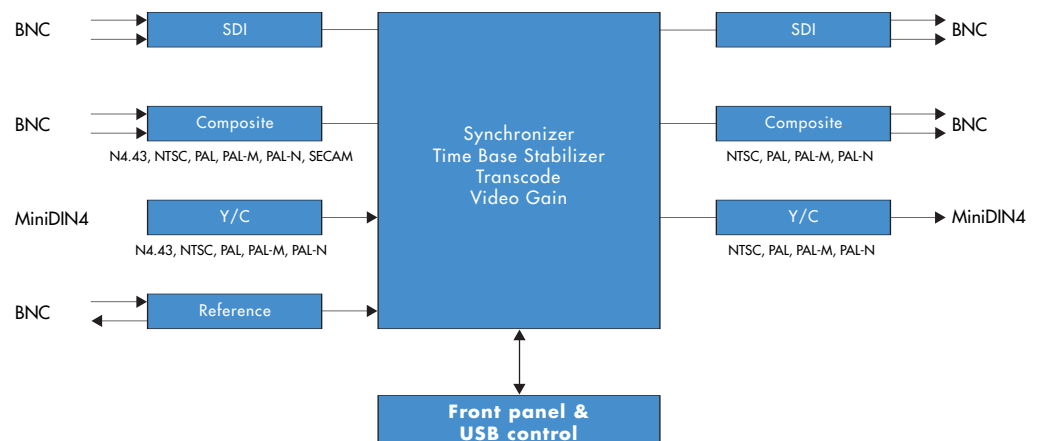 BNC
SDI
SDI
BNC
BNC
Composite
Composite
BNC
N4.43, NTSC, PAL, PAL-M, PAL-N, SECAM
NTSC, PAL, PAL-M, PAL-N
Synchronizer
Time Base Stabilizer
Transcode
Video Gain
MiniDIN4
Y/C
Y/C
MiniDIN4
N4.43, NTSC, PAL, PAL-M, PAL-N
NTSC, PAL, PAL-M, PAL-N
BNC
Reference
Front panel &
USB control